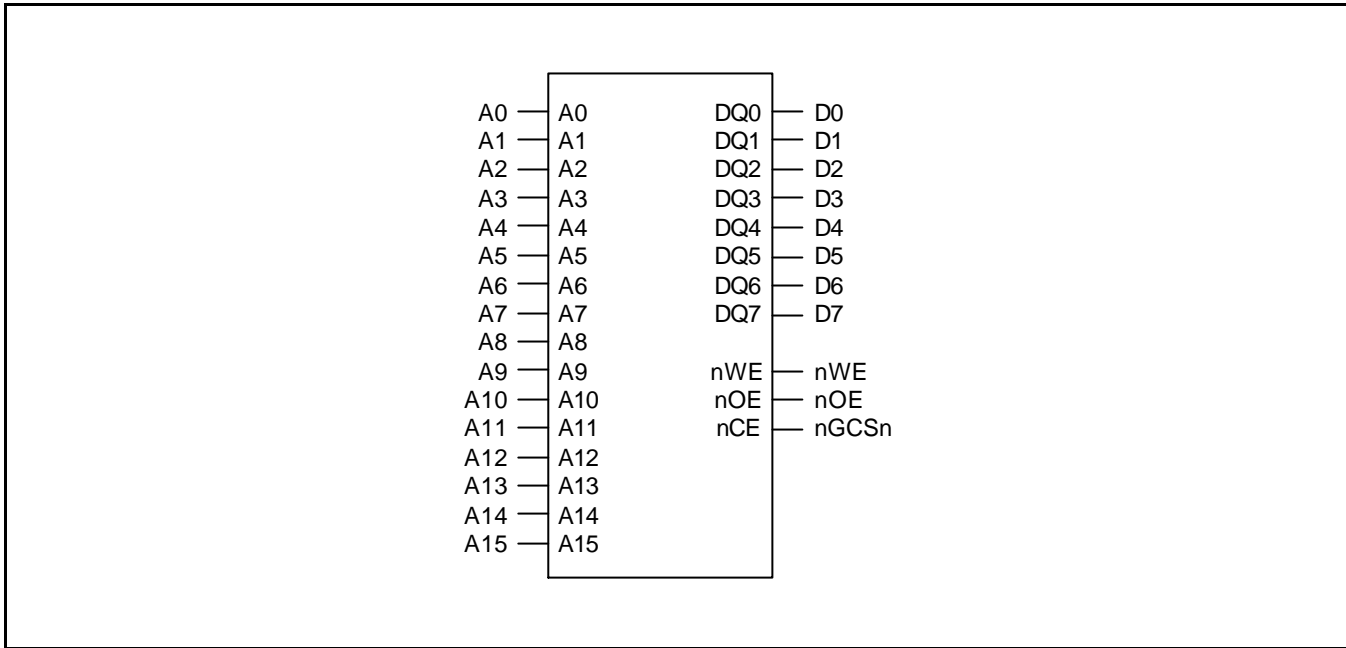 A0 A0 DQ0 D0
A1 A1 DQ1 D1
A2 A2 DQ2 D2
A3 A3 DQ3 D3
A4 A4 DQ4 D4
A5 A5 DQ5 D5
A6 A6 DQ6 D6
A7 A7 DQ7 D7
A8 A8
A9 A9 nWE nWE
A10 A10 nOE nOE
A11 A11 nCE nGCSn
A12 A12
A13 A13
A14 A14
A15 A15